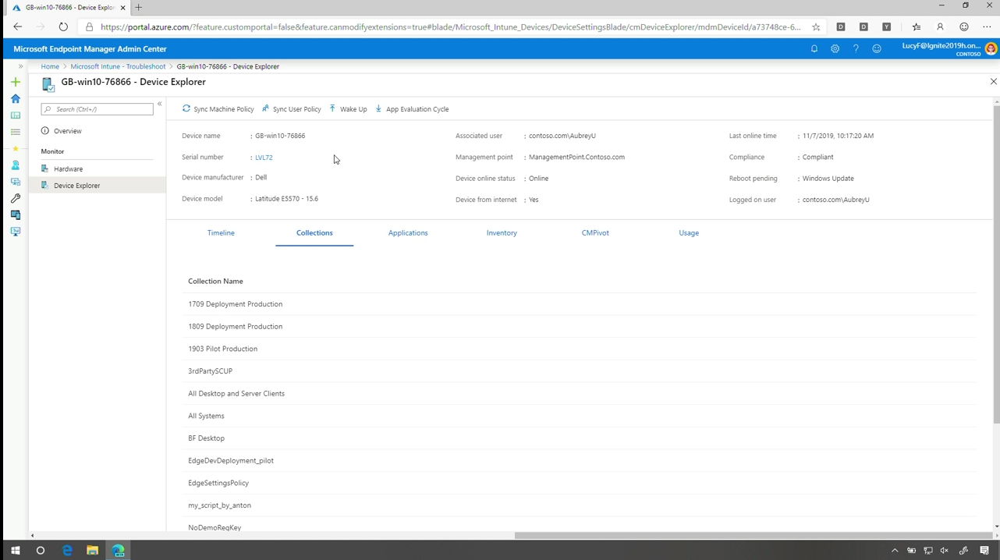 GB-win10-76866 - Device Explor
https://portal.azure.com/?feature.customportal=false&feature.canmodifyextensions=true#blade/Microsoft_Intune_Devices/DeviceSettingsBlade/cmDeviceExplorer/mdmDeviceId/a73748ce-6...
D D Y
Microsoft Endpoint Manager Admin Center
LucyF@Ignite2019h.on...
CONTOSO
Home > Microsoft Intune - Troubleshoot > GB-win10-76866 - Device Explorer
GB-win10-76866 - Device Explorer
Search (Ctrl+/)
Overview
Monitor
Hardware
Device Explorer
Sync Machine Policy Sync User Policy Wake Up App Evaluation Cycle
Device name : GB-win10-76866 Associated user : contoso.com\AubreyU Last online time : 11/7/2019, 10:17:20 AM
Serial number : LVL72 Management point : ManagementPoint.Contoso.com Compliance : Compliant
Device manufacturer : Dell Device online status : Online Reboot pending : Windows Update
Device model : Latitude E5570 - 15.6 Device from internet : Yes Logged on user : contoso.com\AubreyU
Timeline Collections Applications Inventory CMPivot Usage
Collection Name
1709 Deployment Production
1809 Deployment Production
1903 Pilot Production
3rdPartySCUP
All Desktop and Server Clients
All Systems
BF Desktop
EdgeDevDeployment_pilot
EdgeSettingsPolicy
my_script_by_anton
NoDemoRegKey